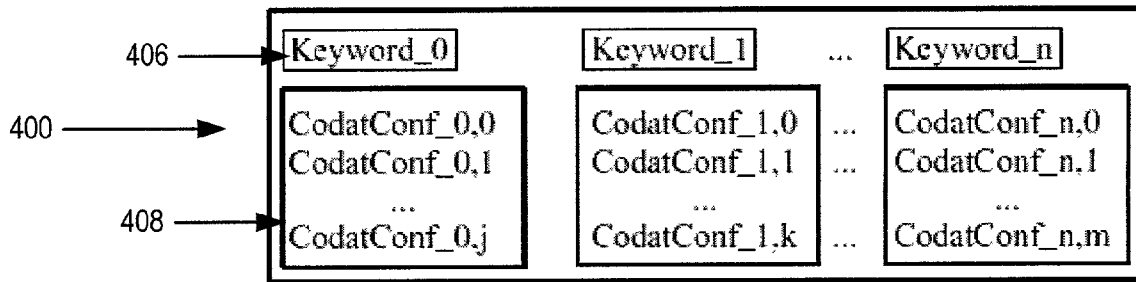 406 Keyword_0 Keyword_1 ... Keyword_n
400 CodatConf_0,0 CodatConf_1,0 ... CodatConf_n,0
CodatConf_0,1 CodatConf_1,1 ... CodatConf_n,1
... ... ...
408 CodatConf_0,j CodatConf_1,k ... CodatConf_n,m